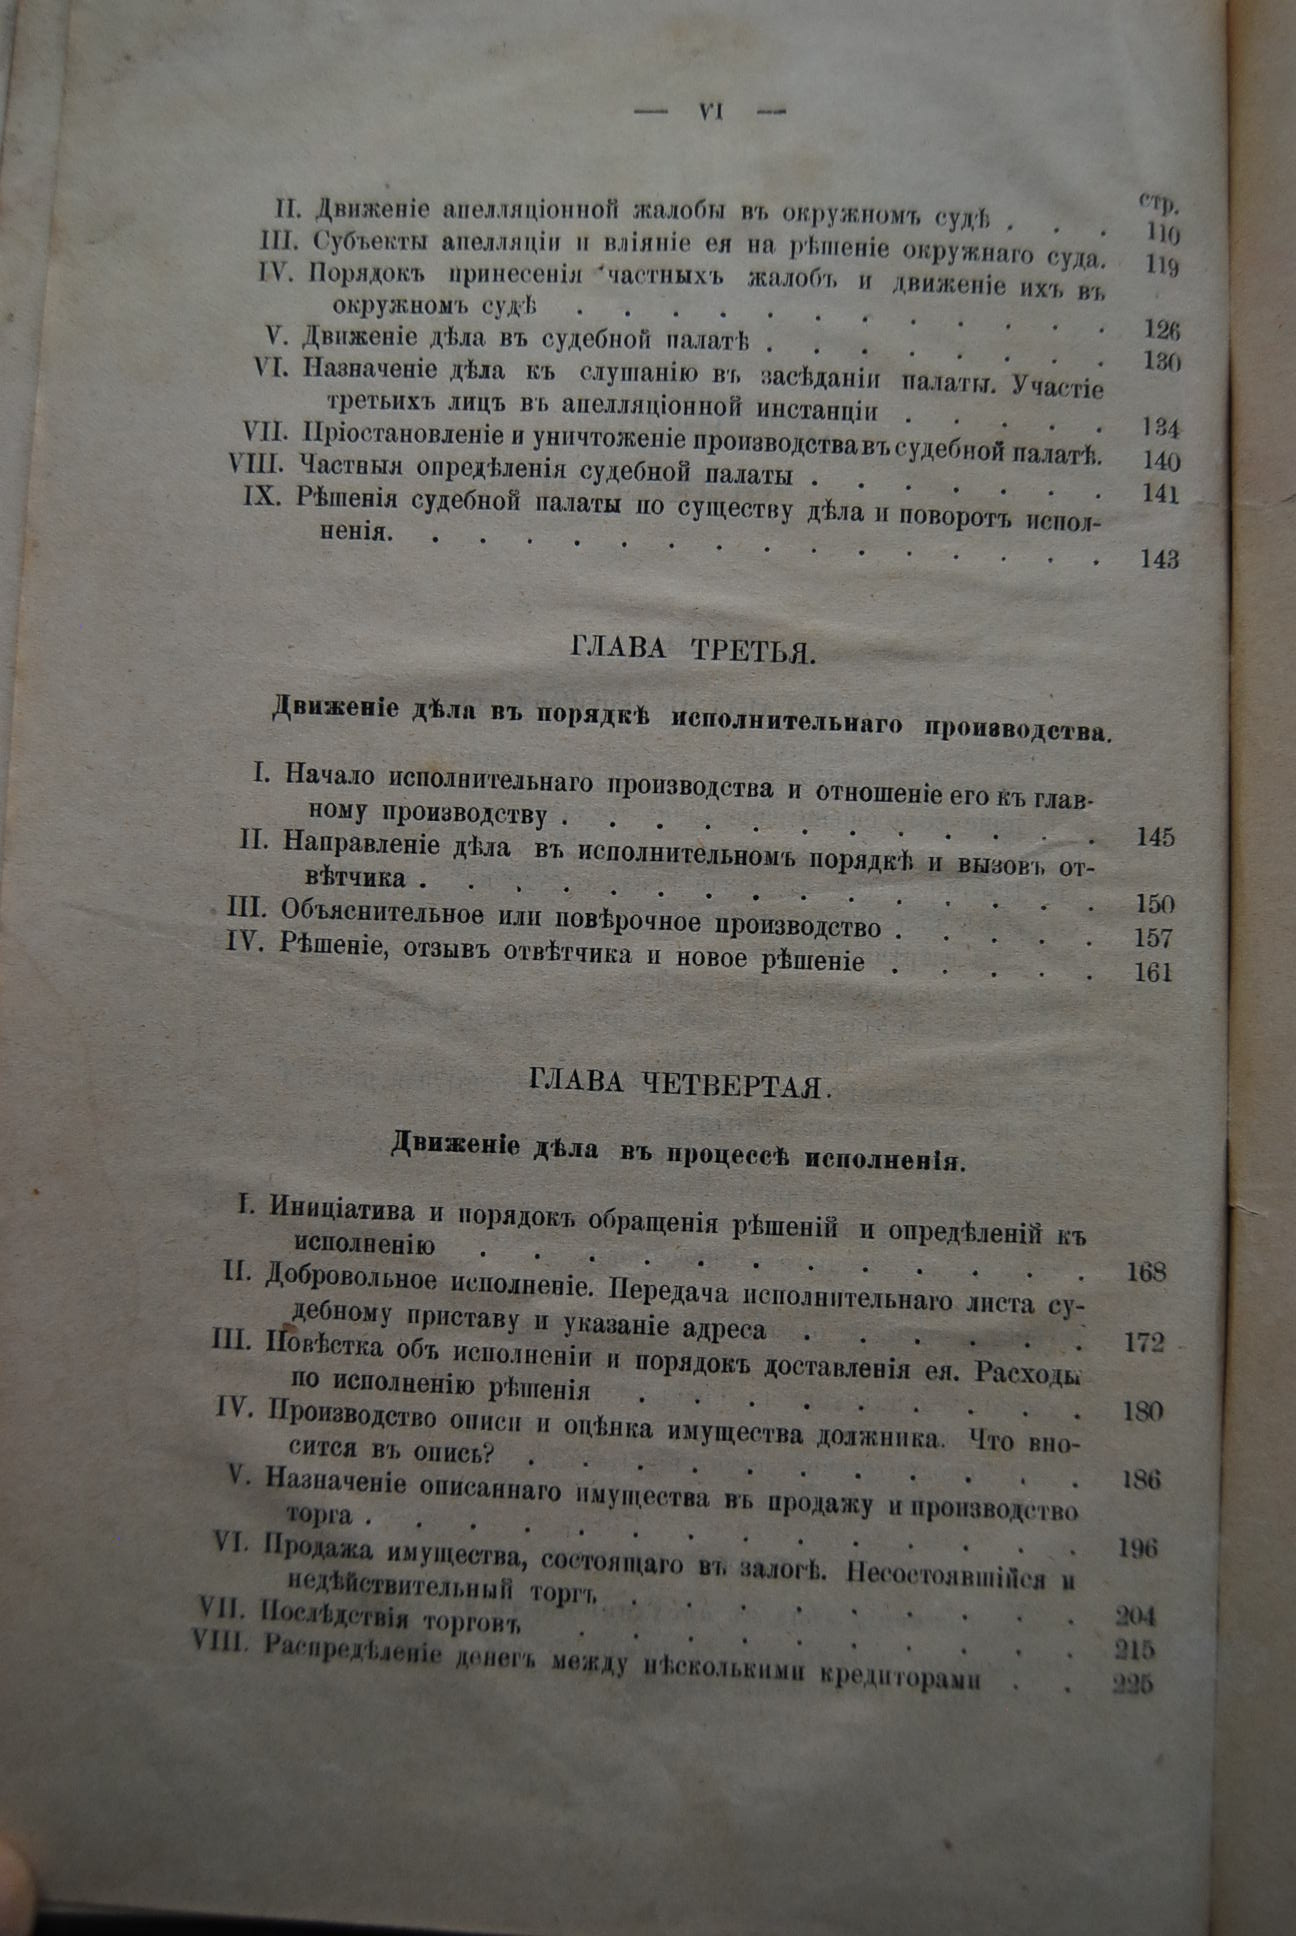 — VI —
стр.
II. Движеніе апелляціонной жалобы въ окружномъ судѣ . . . 110
III. Субъекты апелляціи и вліяніе ея на рѣшеніе окружнаго суда. 119
IV. Порядокъ принесенія частныхъ жалобъ и движеніе ихъ въ
окружномъ судѣ . . . . . . . . . . . . 126
V. Движеніе дѣла въ судебной палатѣ . . . . . . . . 130
VI. Назначеніе дѣла къ слушанію въ засѣданіи палаты. Участіе
третьихъ лицъ въ апелляціонной инстанціи . . . . . 134
VII. Пріостановленіе и уничтоженіе производства въ судебной палатѣ. 140
VIII. Частныя опредѣленія судебной палаты . . . . . . . 141
IX. Рѣшенія судебной палаты по существу дѣла и поворотъ испол-
ненія. . . . . . . . . . . . . . . . 143
ГЛАВА ТРЕТЬЯ.
Движеніе дѣла въ порядкѣ исполнительнаго производства.
I. Начало исполнительнаго производства и отношеніе его къ глав-
ному производству . . . . . . . . . . . . 145
II. Направленіе дѣла въ исполнительномъ порядкѣ и вызовъ от-
вѣтчика . . . . . . . . . . . . . . . 150
III. Объяснительное или повѣрочное производство . . . . . 157
IV. Рѣшеніе, отзывъ отвѣтчика и новое рѣшеніе . . . . . 161
ГЛАВА ЧЕТВЕРТАЯ.
Движеніе дѣла въ процессѣ исполненія.
I. Иниціатива и порядокъ обращенія рѣшеній и опредѣленій къ
исполненію . . . . . . . . . . . . 168
II. Добровольное исполненіе. Передача исполнительнаго листа су-
дебному приставу и указаніе адреса . . . . . . 172
III. Повѣстка объ исполненіи и порядокъ доставленія ея. Расходы
по исполненію рѣшенія . . . . . . . . . 180
IV. Производство описи и оцѣнка имущества должника. Что вно-
сится въ опись? . . . . . . . . . . . 186
V. Назначеніе описаннаго имущества въ продажу и производство
торга . . . . . . . . . . . . . . 196
VI. Продажа имущества, состоящаго въ залогѣ. Несостоявшійся и
недѣйствительный торгъ . . . . . . . . . 204
VII. Послѣдствія торговъ . . . . . . . . . . 215
VIII. Распредѣленіе денегъ между нѣсколькими кредиторами . . 225